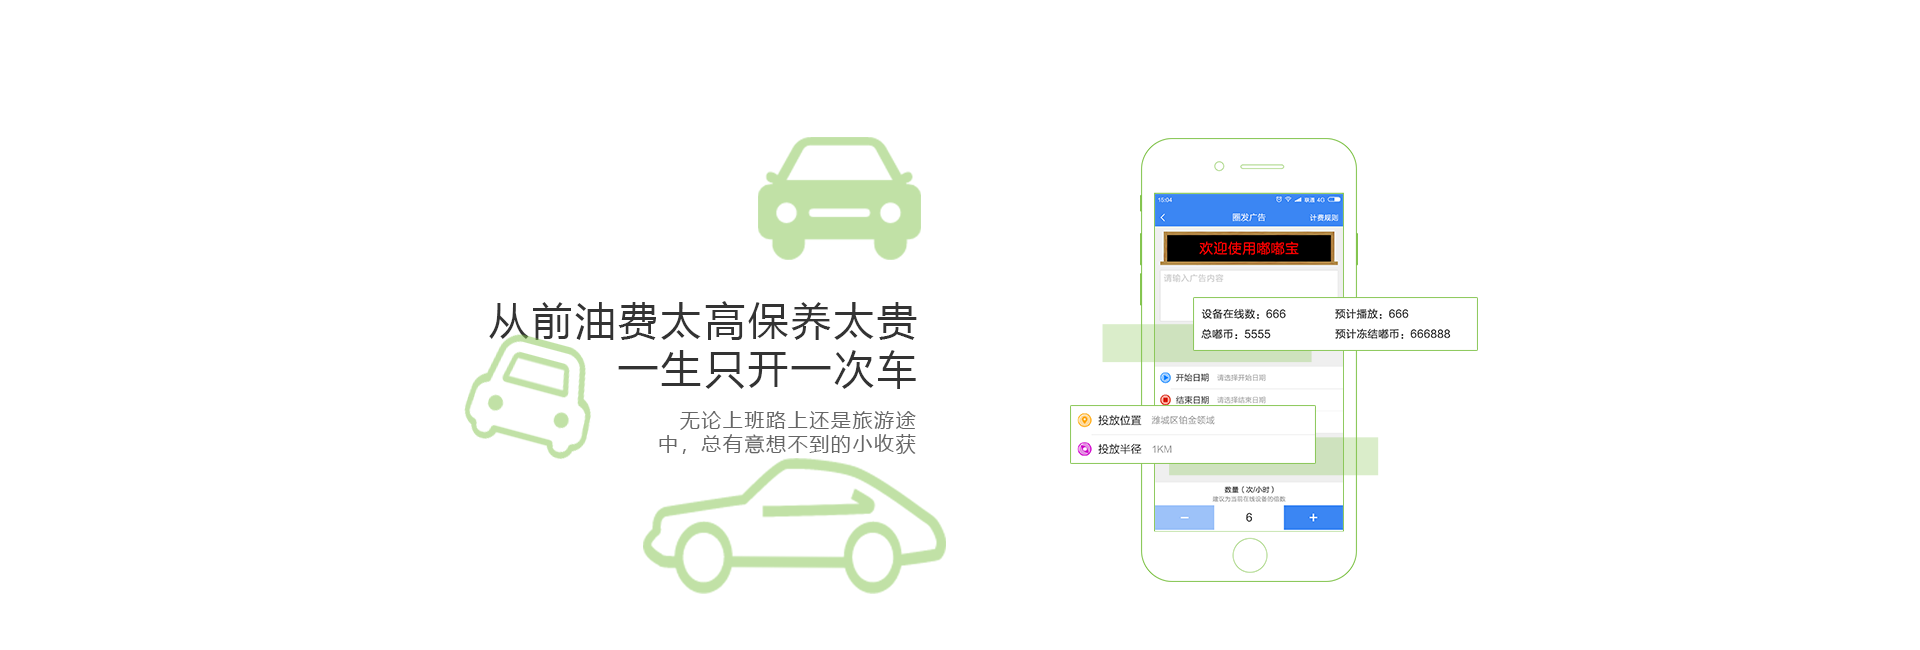 从前油费太高保养太贵
一生只开一次车
无论上班路上还是旅游途
中，总有意想不到的小收获
15:04
联通 4G
圈发广告
计费规则
欢迎使用嘟嘟宝
请输入广告内容
设备在线数：666
预计播放：666
总嘟币：5555
预计冻结嘟币：666888
开始日期 请选择开始日期
结束日期 请选择结束日期
投放位置 潍城区铂金领域
投放半径 1KM
数量（次/小时）
建议为当前在线设备的倍数
－ 6 ＋